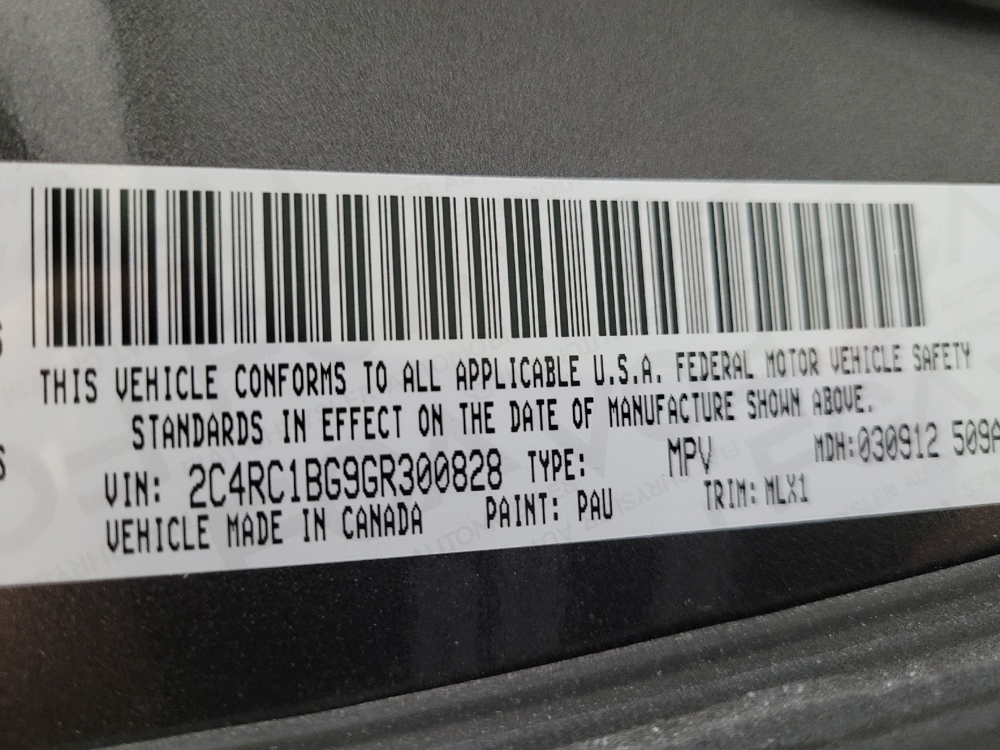 THIS VEHICLE CONFORMS TO ALL APPLICABLE U.S.A. FEDERAL MOTOR VEHICLE SAFETY
STANDARDS IN EFFECT ON THE DATE OF MANUFACTURE SHOWN ABOVE.
VIN: 2C4RC1BG9GR300828 TYPE: MPV MDH:030912 509A
VEHICLE MADE IN CANADA PAINT: PAU TRIM: MLX1